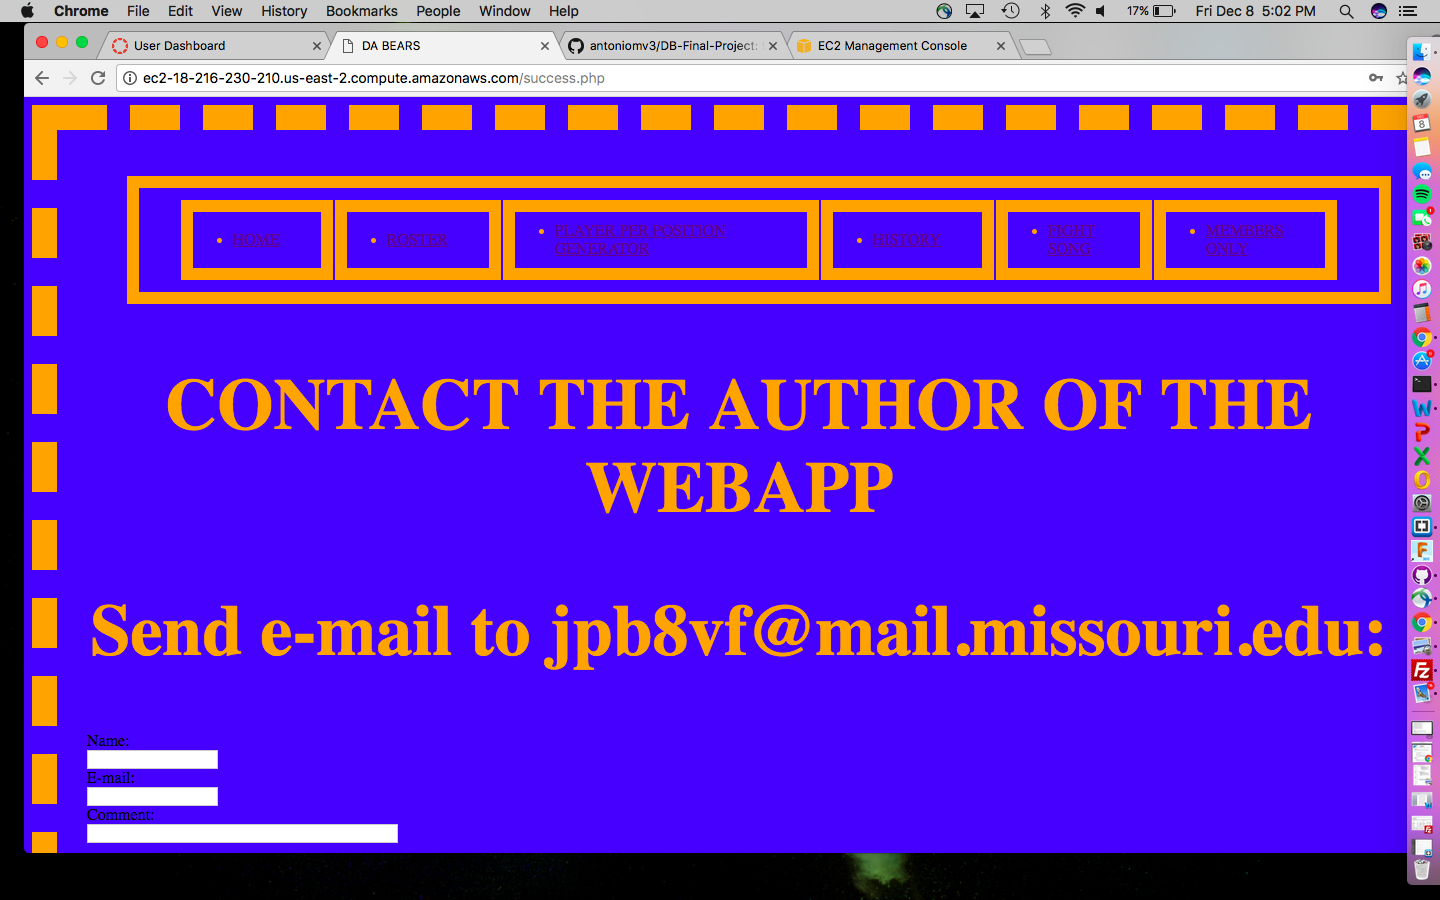 Chrome File Edit View History Bookmarks People Window Help 17% Fri Dec 8 5:02 PM
User Dashboard DA BEARS antoniomv3/DB-Final-Project: EC2 Management Console
ec2-18-216-230-210.us-east-2.compute.amazonaws.com/success.php
HOME
ROSTER
PLAYER PER POSITION
GENERATOR
HISTORY
FIGHT
SONG
MEMBERS
ONLY
CONTACT THE AUTHOR OF THE
WEBAPP
Send e-mail to jpb8vf@mail.missouri.edu:
Name:
E-mail:
Comment: